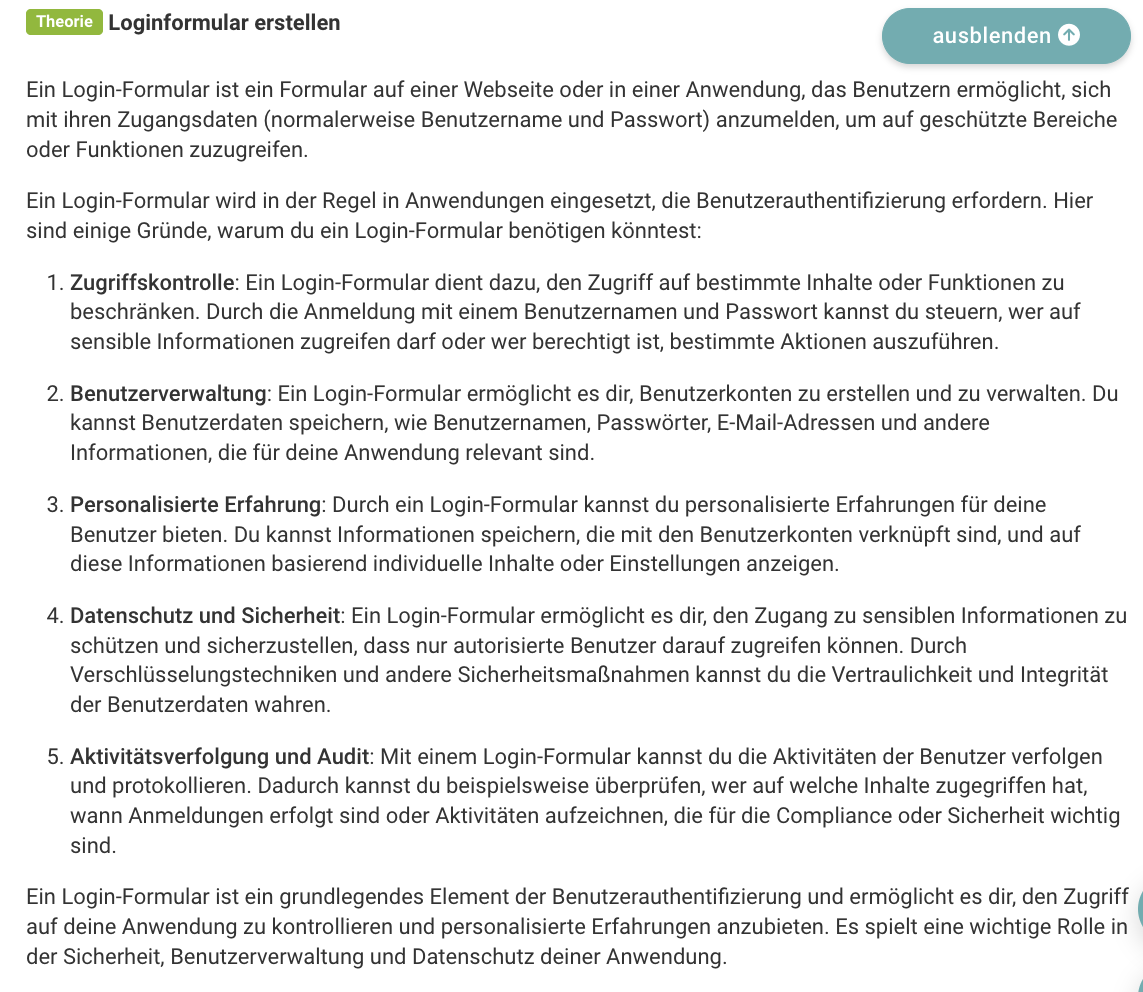 Theorie Loginformular erstellen
ausblenden
Ein Login-Formular ist ein Formular auf einer Webseite oder in einer Anwendung, das Benutzern ermöglicht, sich
mit ihren Zugangsdaten (normalerweise Benutzername und Passwort) anzumelden, um auf geschützte Bereiche
oder Funktionen zuzugreifen.
Ein Login-Formular wird in der Regel in Anwendungen eingesetzt, die Benutzerauthentifizierung erfordern. Hier
sind einige Gründe, warum du ein Login-Formular benötigen könntest:
1. Zugriffskontrolle: Ein Login-Formular dient dazu, den Zugriff auf bestimmte Inhalte oder Funktionen zu
beschränken. Durch die Anmeldung mit einem Benutzernamen und Passwort kannst du steuern, wer auf
sensible Informationen zugreifen darf oder wer berechtigt ist, bestimmte Aktionen auszuführen.
2. Benutzerverwaltung: Ein Login-Formular ermöglicht es dir, Benutzerkonten zu erstellen und zu verwalten. Du
kannst Benutzerdaten speichern, wie Benutzernamen, Passwörter, E-Mail-Adressen und andere
Informationen, die für deine Anwendung relevant sind.
3. Personalisierte Erfahrung: Durch ein Login-Formular kannst du personalisierte Erfahrungen für deine
Benutzer bieten. Du kannst Informationen speichern, die mit den Benutzerkonten verknüpft sind, und auf
diese Informationen basierend individuelle Inhalte oder Einstellungen anzeigen.
4. Datenschutz und Sicherheit: Ein Login-Formular ermöglicht es dir, den Zugang zu sensiblen Informationen zu
schützen und sicherzustellen, dass nur autorisierte Benutzer darauf zugreifen können. Durch
Verschlüsselungstechniken und andere Sicherheitsmaßnahmen kannst du die Vertraulichkeit und Integrität
der Benutzerdaten wahren.
5. Aktivitätsverfolgung und Audit: Mit einem Login-Formular kannst du die Aktivitäten der Benutzer verfolgen
und protokollieren. Dadurch kannst du beispielsweise überprüfen, wer auf welche Inhalte zugegriffen hat,
wann Anmeldungen erfolgt sind oder Aktivitäten aufzeichnen, die für die Compliance oder Sicherheit wichtig
sind.
Ein Login-Formular ist ein grundlegendes Element der Benutzerauthentifizierung und ermöglicht es dir, den Zugriff
auf deine Anwendung zu kontrollieren und personalisierte Erfahrungen anzubieten. Es spielt eine wichtige Rolle in
der Sicherheit, Benutzerverwaltung und Datenschutz deiner Anwendung.